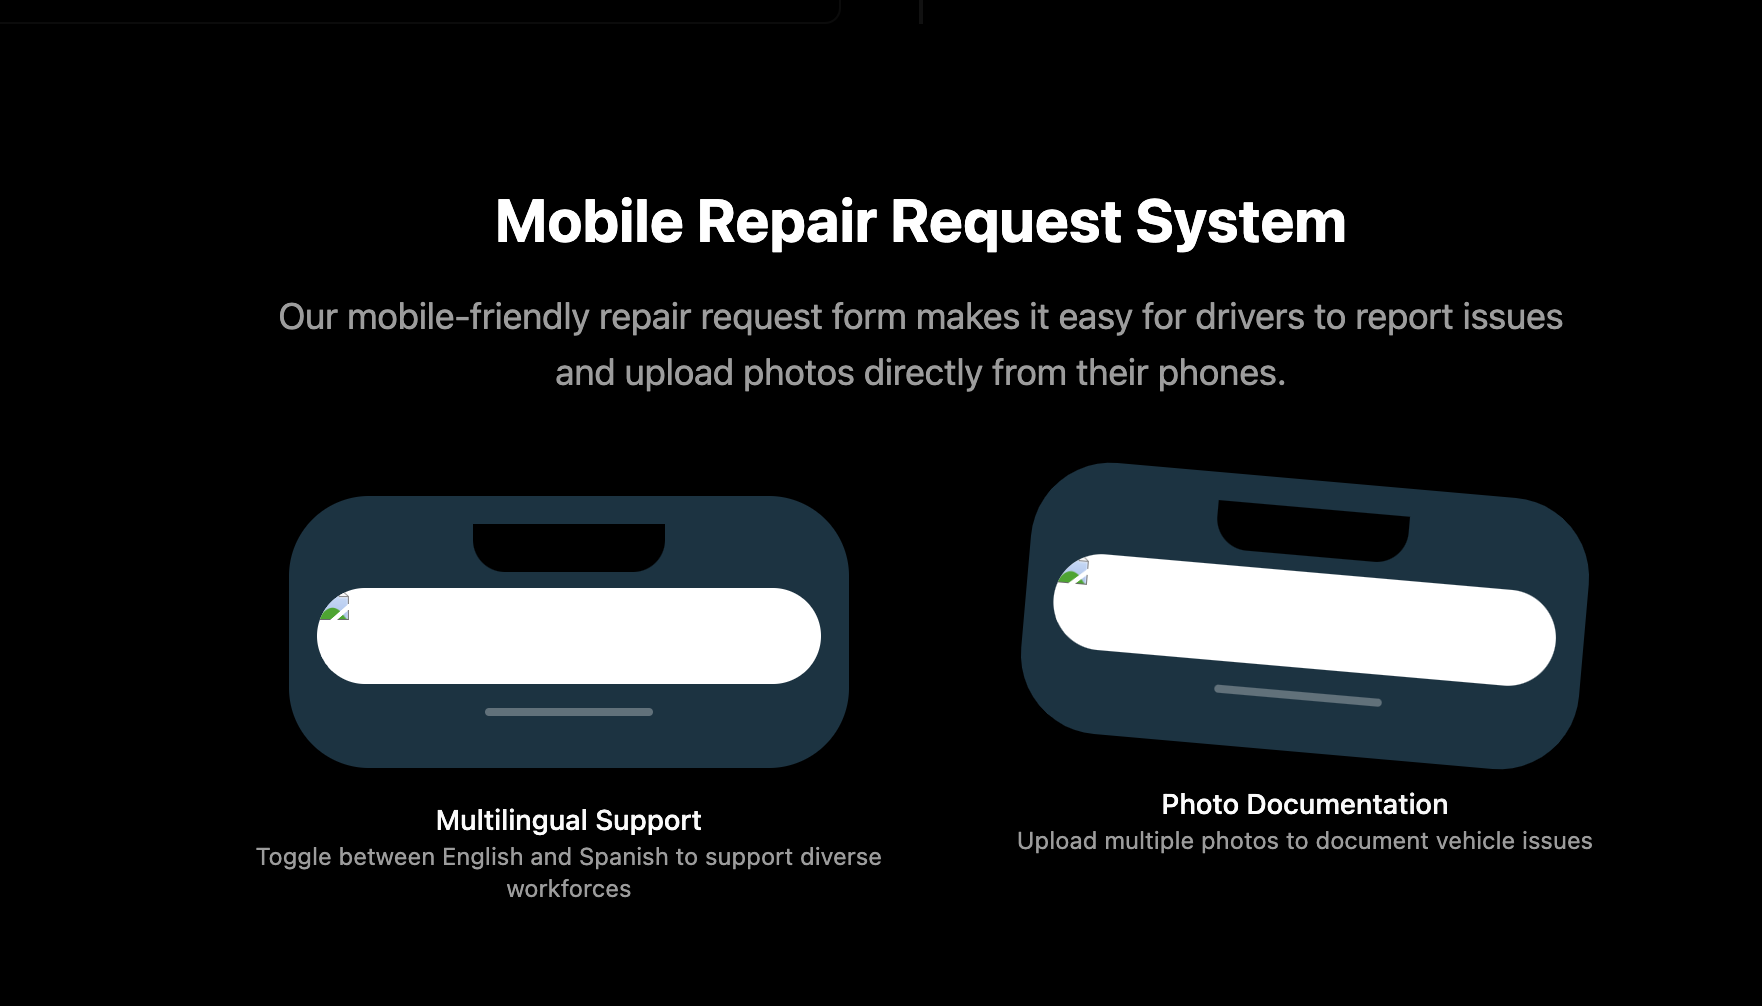 Mobile Repair Request System
Our mobile-friendly repair request form makes it easy for drivers to report issues
and upload photos directly from their phones.
Multilingual Support
Toggle between English and Spanish to support diverse
workforces
Photo Documentation
Upload multiple photos to document vehicle issues